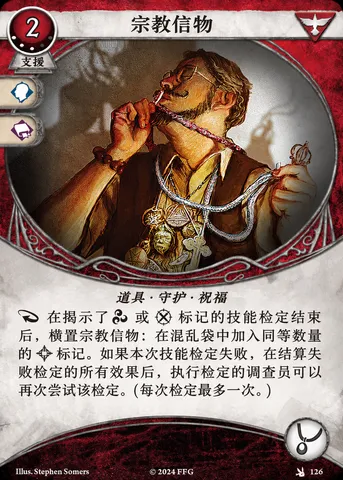 宗教信物
2
支援
道具·守护·祝福
在揭示了 或 标记的技能检定结束
后，横置宗教信物：在混乱袋中加入同等数量
的 标记。如果本次技能检定失败，在结算失
败检定的所有效果后，执行检定的调查员可以
再次尝试该检定。(每次检定最多一次。)
Illus. Stephen Somers © 2024 FFG 126